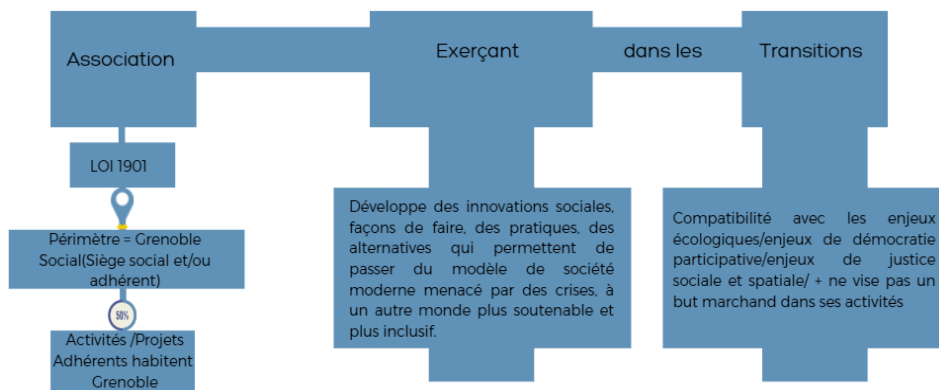 Association
Exerçant
dans les
Transitions
LOI 1901
Périmètre = Grenoble
Social(Siège social et/ou
adhérent)
50%
Activités /Projets
Adhérents habitent
Grenoble
Développe des innovations sociales,
façons de faire, des pratiques, des
alternatives qui permettent de
passer du modèle de société
moderne menacé par des crises, à
un autre monde plus soutenable et
plus inclusif.
Compatibilité avec les enjeux
écologiques/enjeux de démocratie
participative/enjeux de justice
sociale et spatiale/ + ne vise pas un
but marchand dans ses activités